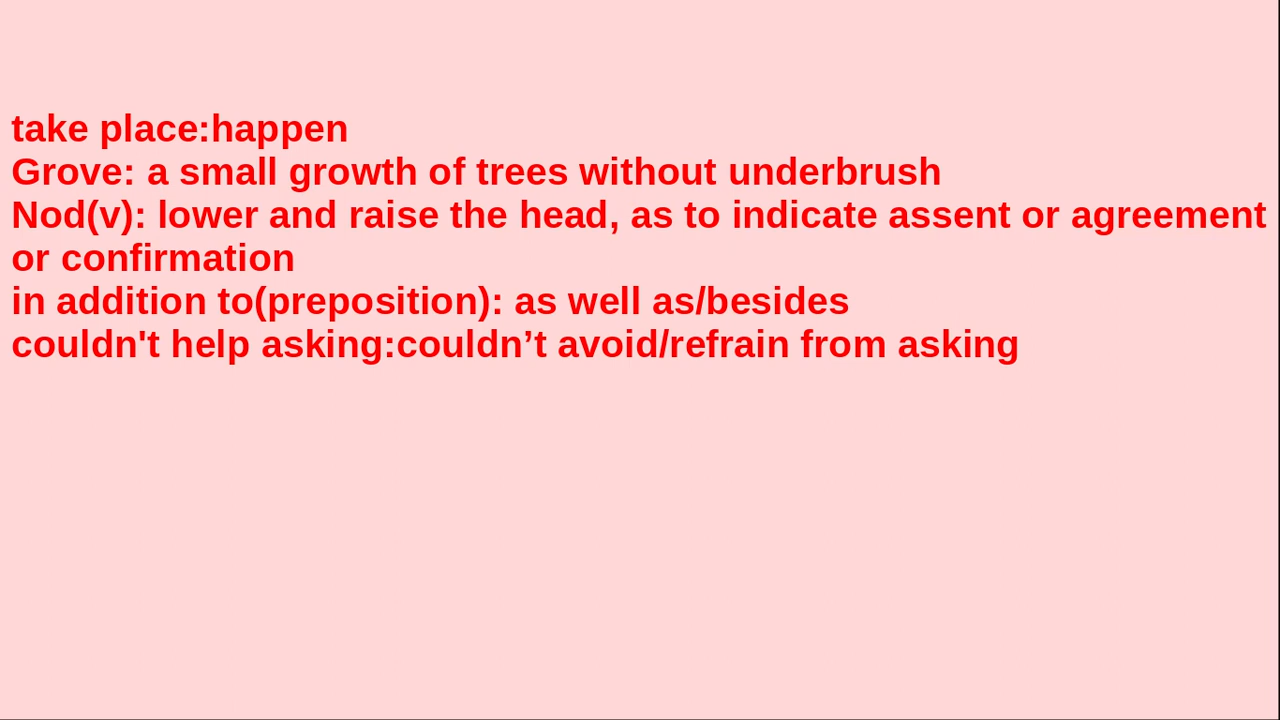 take place:happen
Grove: a small growth of trees without underbrush
Nod(v): lower and raise the head, as to indicate assent or agreement
or confirmation
in addition to(preposition): as well as/besides
couldn't help asking:couldn’t avoid/refrain from asking